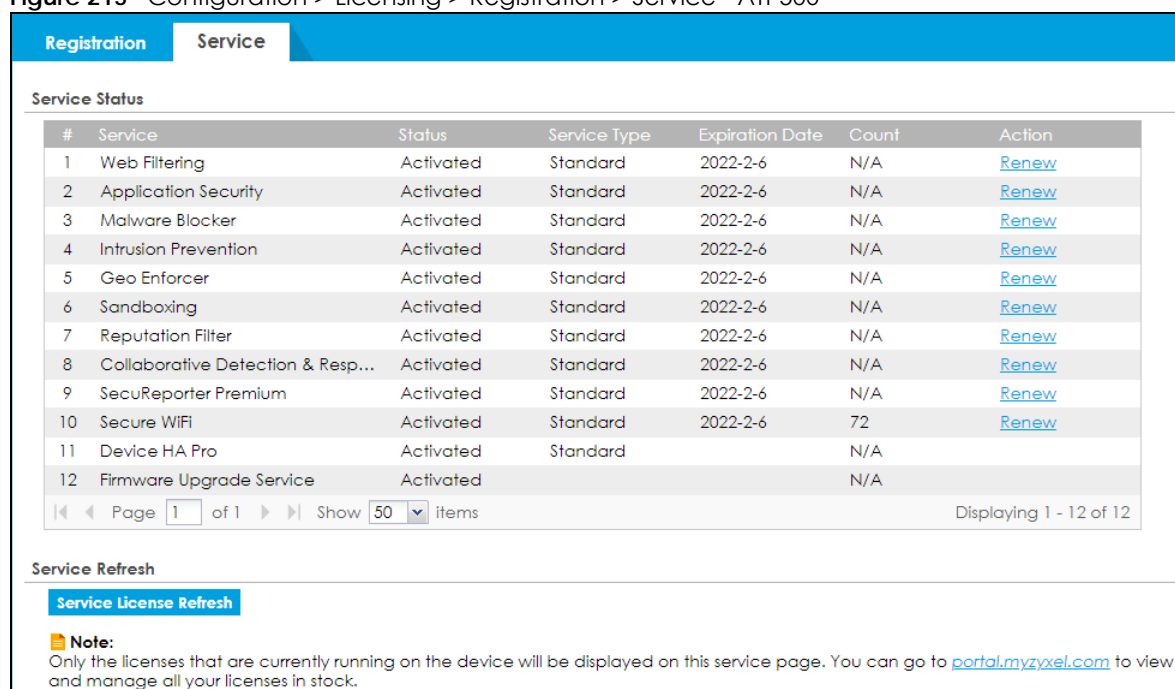 Registration Service
Service Status
# Service Status Service Type Expiration Date Count Action
1 Web Filtering Activated Standard 2022-2-6 N/A Renew
2 Application Security Activated Standard 2022-2-6 N/A Renew
3 Malware Blocker Activated Standard 2022-2-6 N/A Renew
4 Intrusion Prevention Activated Standard 2022-2-6 N/A Renew
5 Geo Enforcer Activated Standard 2022-2-6 N/A Renew
6 Sandboxing Activated Standard 2022-2-6 N/A Renew
7 Reputation Filter Activated Standard 2022-2-6 N/A Renew
8 Collaborative Detection & Resp... Activated Standard 2022-2-6 N/A Renew
9 SecuReporter Premium Activated Standard 2022-2-6 N/A Renew
10 Secure WiFi Activated Standard 2022-2-6 72 Renew
11 Device HA Pro Activated Standard N/A
12 Firmware Upgrade Service Activated N/A
Page 1 of 1 Show 50 items Displaying 1 - 12 of 12
Service Refresh
Service License Refresh
Note:
Only the licenses that are currently running on the device will be displayed on this service page. You can go to portal.myzyxel.com to view
and manage all your licenses in stock.